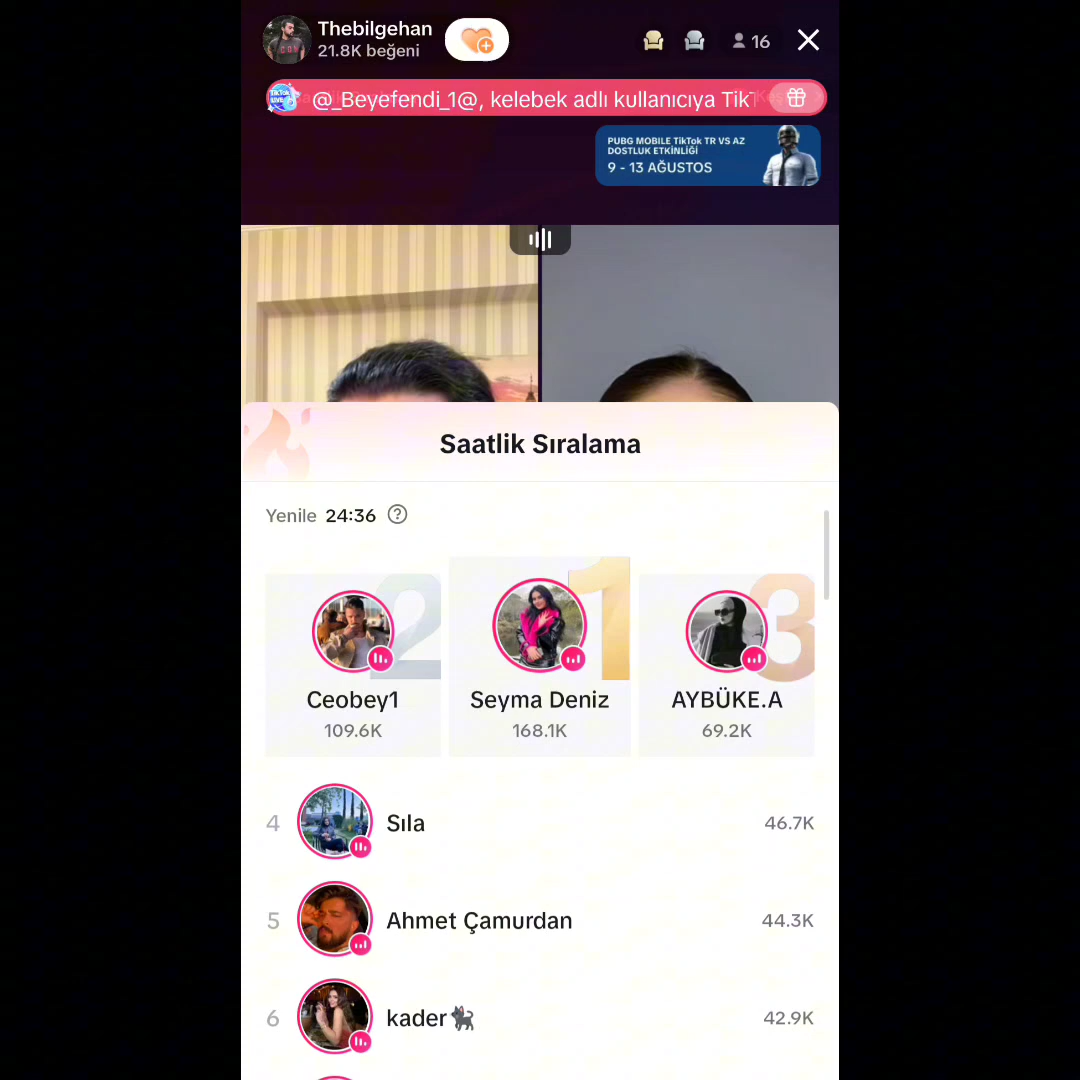 Thebilgehan
21.8K beğeni
16
@_Beyefendi_1@, kelebek adlı kullanıcıya Tik
PUBG MOBILE TikTok TR VS AZ
DOSTLUK ETKİNLİĞİ
9 - 13 AĞUSTOS
Saatlik Sıralama
Yenile 24:36
2
1
3
Ceobey1
109.6K
Seyma Deniz
168.1K
AYBÜKE.A
69.2K
4 Sıla 46.7K
5 Ahmet Çamurdan 44.3K
6 kader🐈‍⬛ 42.9K